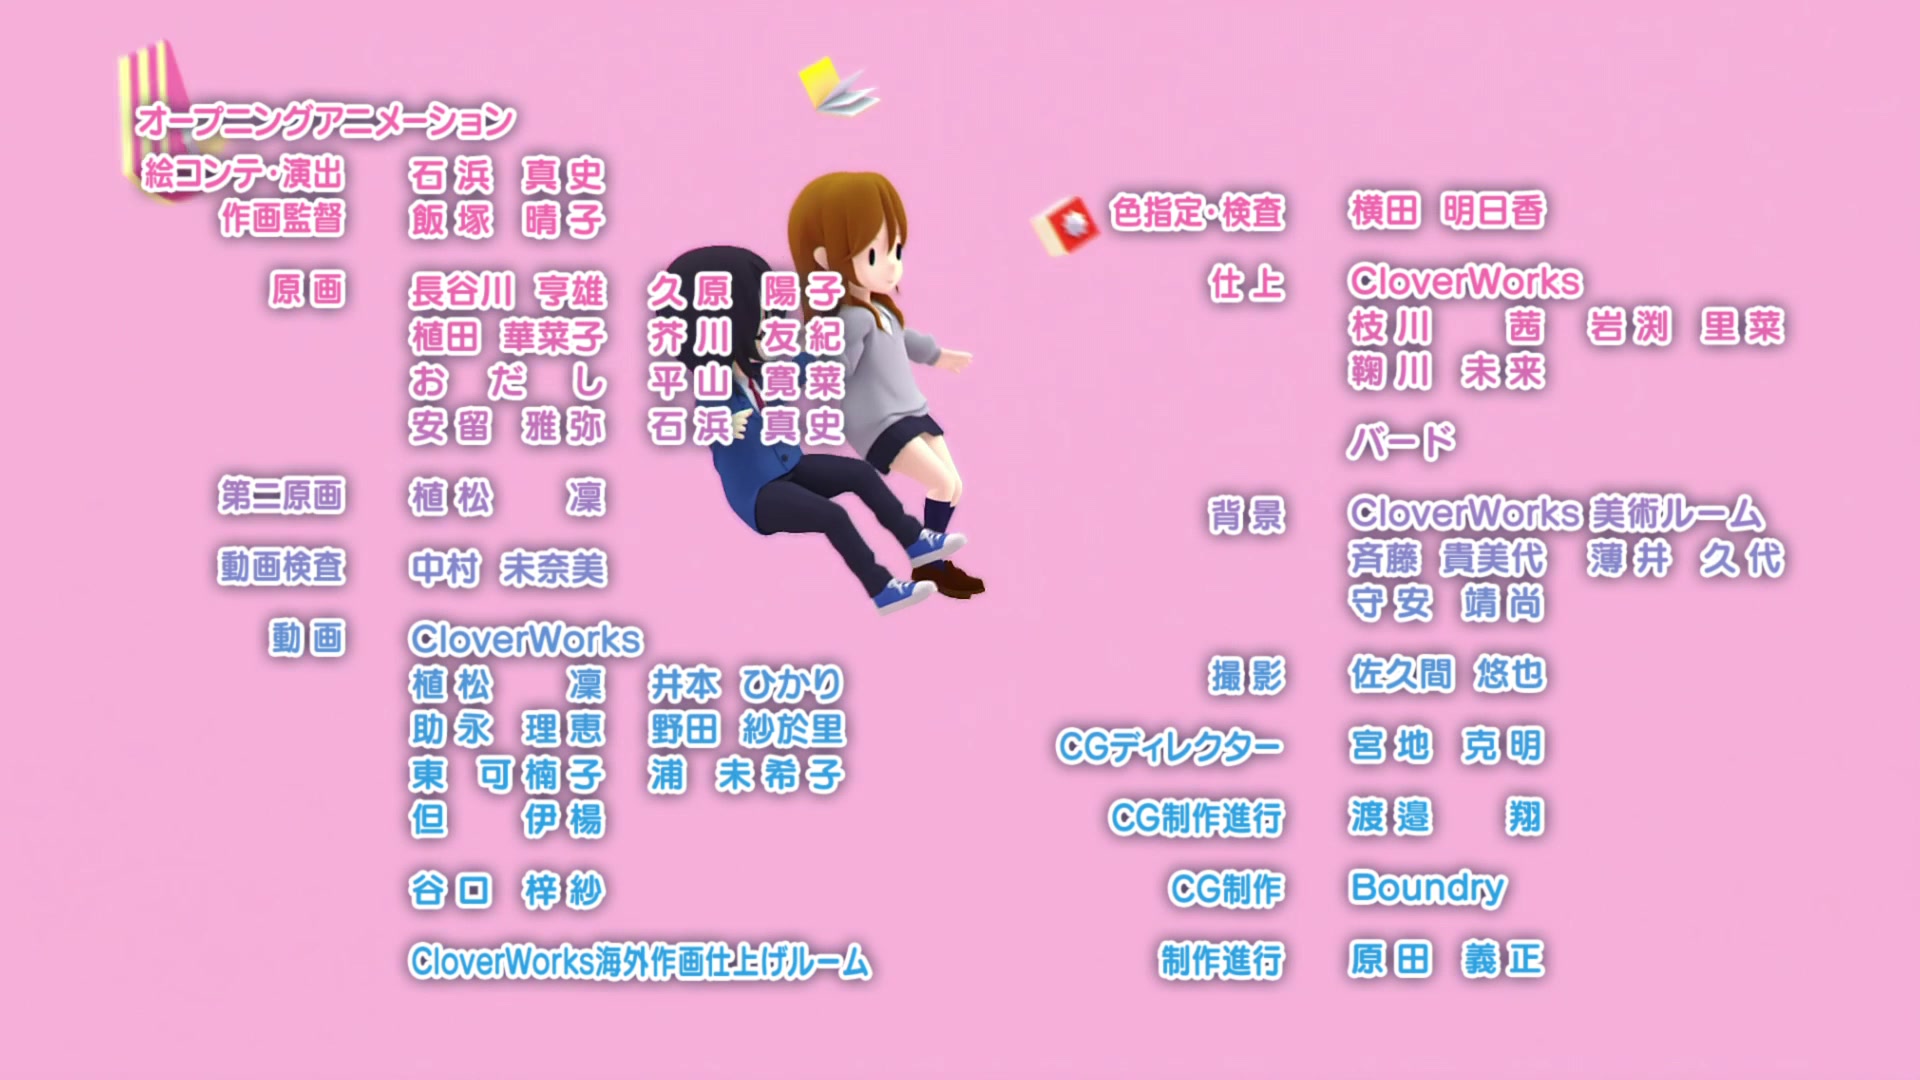 オープニングアニメーション
絵コンテ・演出 石浜 真史
作画監督 飯塚 晴子
原画 長谷川 亨雄 久原 陽子
植田 華菜子 芥川 友紀
おだし 平山 寛菜
安留 雅弥 石浜 真史
第二原画 植松 凜
動画検査 中村 未奈美
動画 CloverWorks
植松 凜 井本 ひかり
助永 理恵 野田 紗於里
東 可楠子 浦 未希子
但 伊楊
谷口 梓紗
CloverWorks海外作画仕上げルーム
色指定・検査 横田 明日香
仕上 CloverWorks
枝川 茜 岩渕 里菜
鞠川 未来
バード
背景 CloverWorks 美術ルーム
斉藤 貴美代 薄井 久代
守安 靖尚
撮影 佐久間 悠也
CGディレクター 宮地 克明
CG制作進行 渡邉 翔
CG制作 Boundry
制作進行 原田 義正